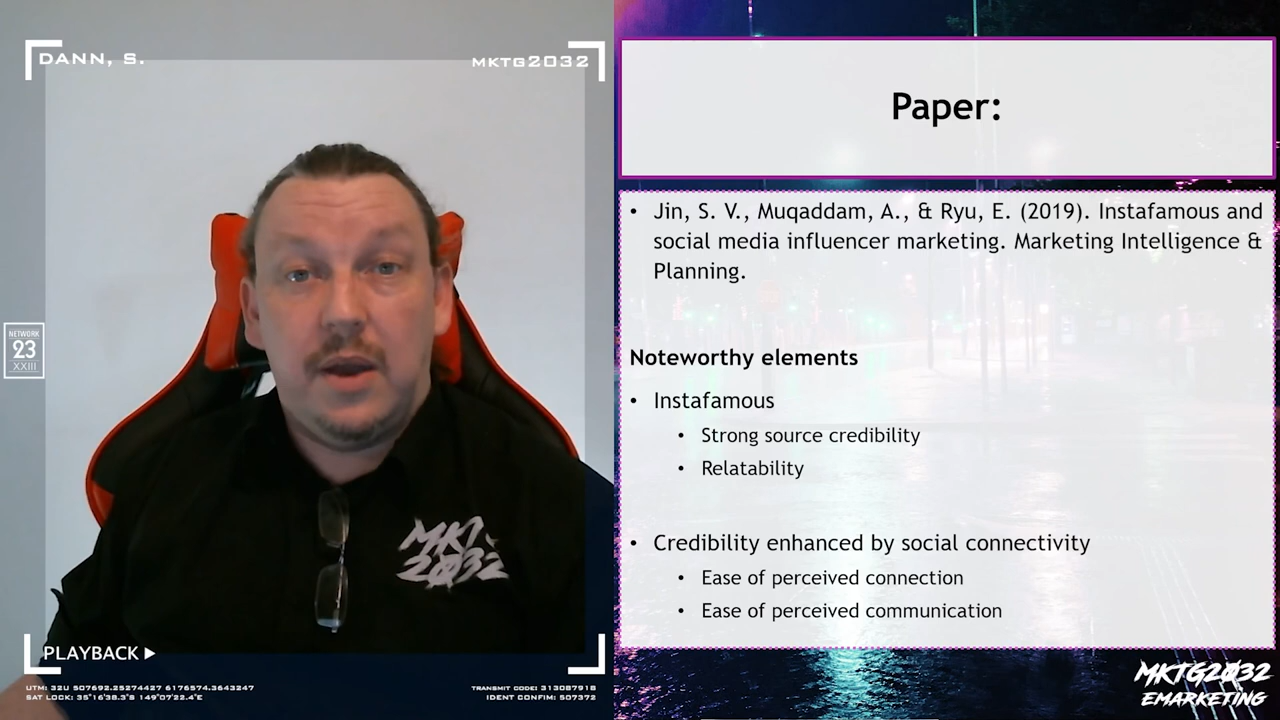 DANN, S.
MKTG2032
NETWORK
23
XXIII
MKT
2032
PLAYBACK
UTM: 32U 507692.25274427 6176574.3643247
SAT LOCK: 35°16'38.3"S 149°07'22.4"E
TRANSMIT CODE: 313087918
IDENT CONFIM: 507372
Paper:
• Jin, S. V., Muqaddam, A., & Ryu, E. (2019). Instafamous and
social media influencer marketing. Marketing Intelligence &
Planning.
Noteworthy elements
• Instafamous
• Strong source credibility
• Relatability
• Credibility enhanced by social connectivity
• Ease of perceived connection
• Ease of perceived communication
MKTG2032
EMARKETING